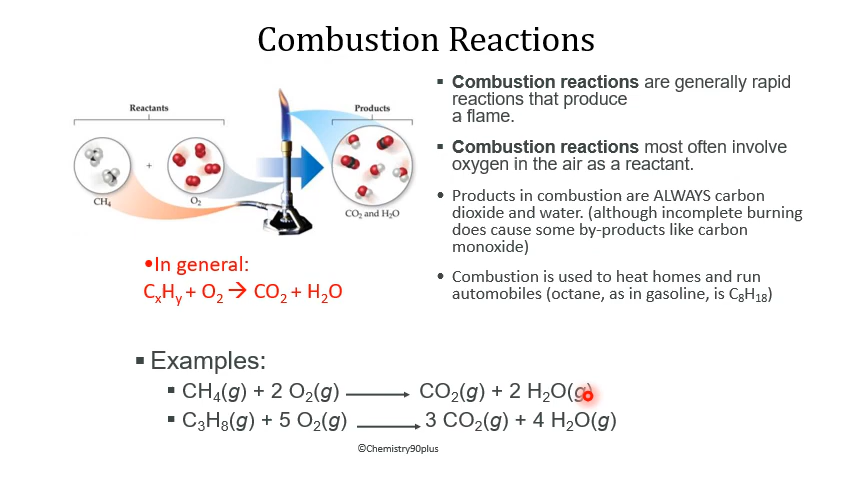 Combustion Reactions
Reactants
Products
+
CH₄
O₂
CO₂ and H₂O
•In general:
CₓHᵧ + O₂ → CO₂ + H₂O
▪ Combustion reactions are generally rapid
reactions that produce
a flame.
▪ Combustion reactions most often involve
oxygen in the air as a reactant.
• Products in combustion are ALWAYS carbon
dioxide and water. (although incomplete burning
does cause some by-products like carbon
monoxide)
• Combustion is used to heat homes and run
automobiles (octane, as in gasoline, is C₈H₁₈)
▪ Examples:
▪ CH₄(g) + 2 O₂(g) ⟶ CO₂(g) + 2 H₂O(g)
▪ C₃H₈(g) + 5 O₂(g) ⟶ 3 CO₂(g) + 4 H₂O(g)
©Chemistry90plus